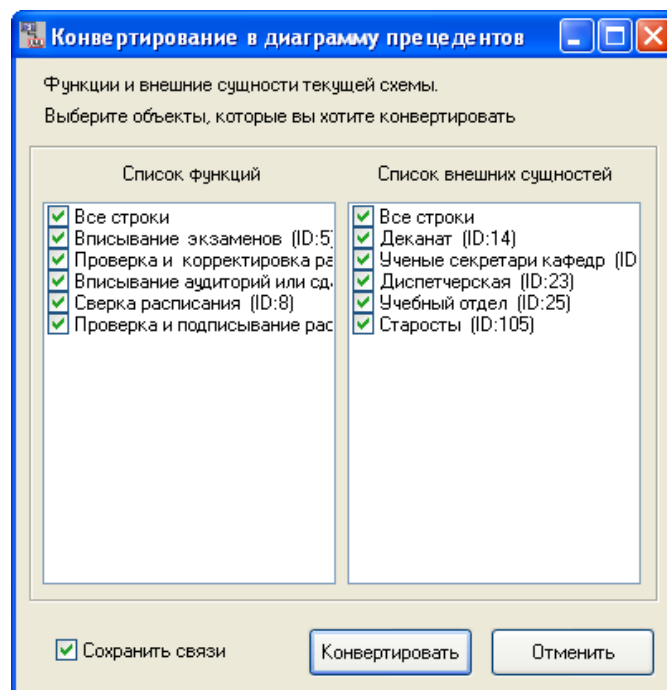 Конвертирование в диаграмму прецедентов
Функции и внешние сущности текущей схемы.
Выберите объекты, которые вы хотите конвертировать
Список функций
Все строки
Вписывание экзаменов (ID:5)
Проверка и корректировка ра
Вписывание аудиторий или сд
Сверка расписания (ID:8)
Проверка и подписывание рас
Список внешних сущностей
Все строки
Деканат (ID:14)
Ученые секретари кафедр (ID
Диспетчерская (ID:23)
Учебный отдел (ID:25)
Старосты (ID:105)
Сохранить связи
Конвертировать
Отменить